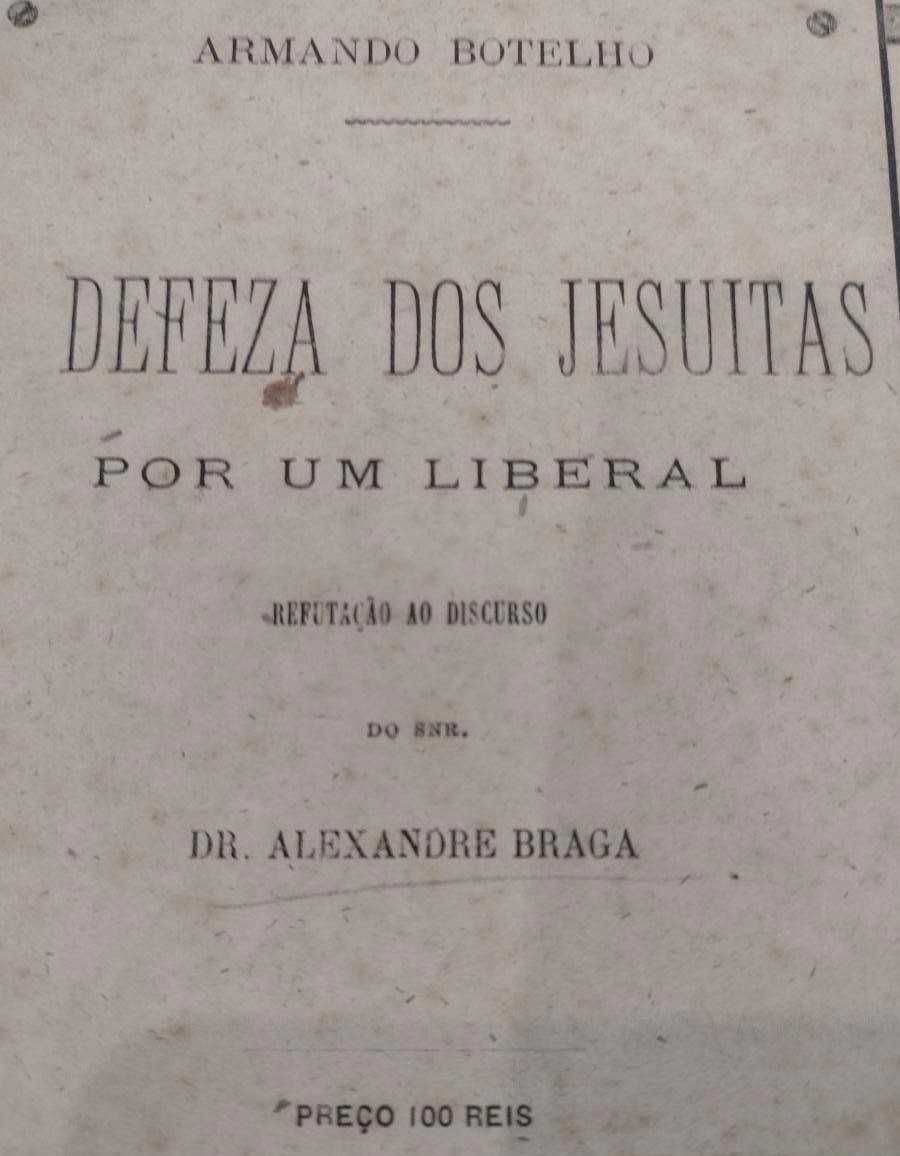 ARMANDO BOTELHO
DEFEZA DOS JESUITAS
POR UM LIBERAL
REFUTAÇÃO AO DISCURSO
DO SNR.
DR. ALEXANDRE BRAGA
PREÇO 100 REIS